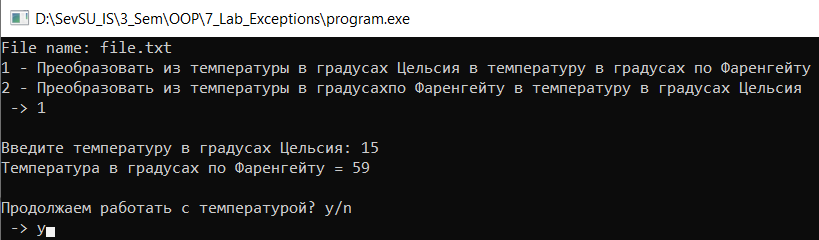 D:\SevSU_IS\3_Sem\OOP\7_Lab_Exceptions\program.exe
File name: file.txt
1 - Преобразовать из температуры в градусах Цельсия в температуру в градусах по Фаренгейту
2 - Преобразовать из температуры в градусахпо Фаренгейту в температуру в градусах Цельсия
-> 1
Введите температуру в градусах Цельсия: 15
Температура в градусах по Фаренгейту = 59
Продолжаем работать с температурой? y/n
-> y